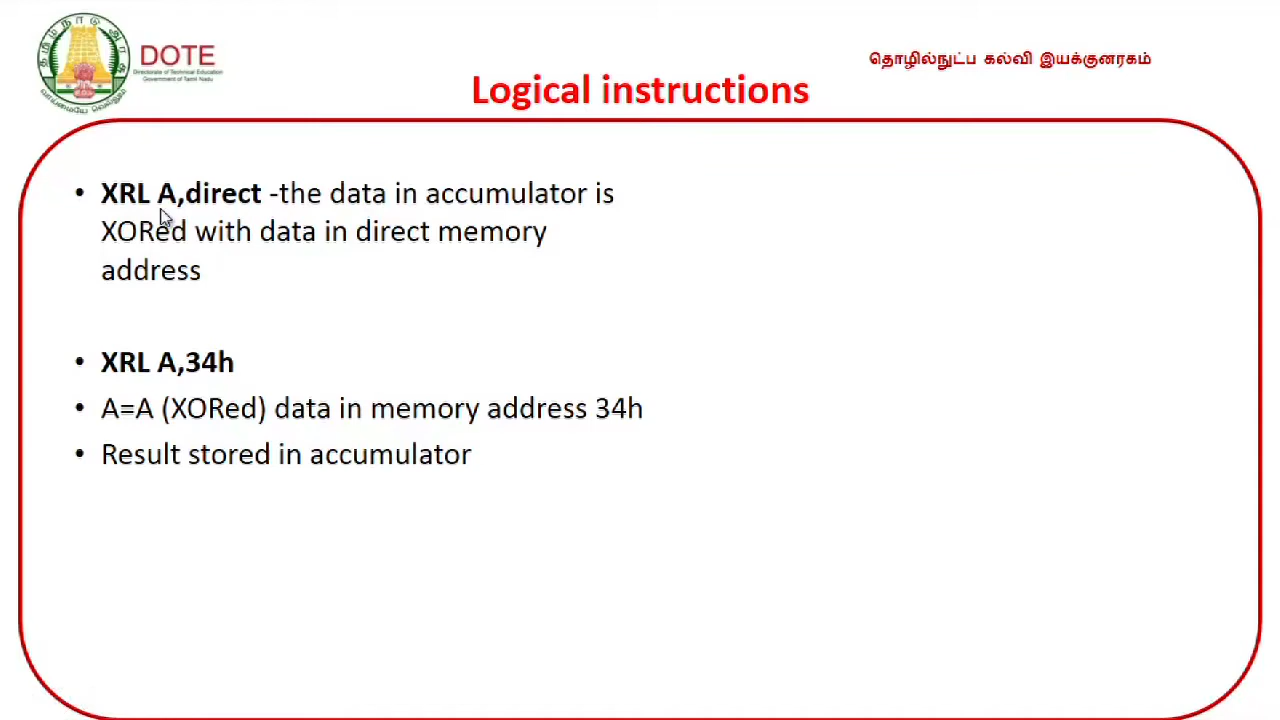 தமிழ்நாடு அரசு
வாய்மையே வெல்லும்
DOTE
Directorate of Technical Education
Government of Tamil Nadu
தொழில்நுட்ப கல்வி இயக்குனரகம்
Logical instructions
• XRL A,direct -the data in accumulator is
XORed with data in direct memory
address
• XRL A,34h
• A=A (XORed) data in memory address 34h
• Result stored in accumulator